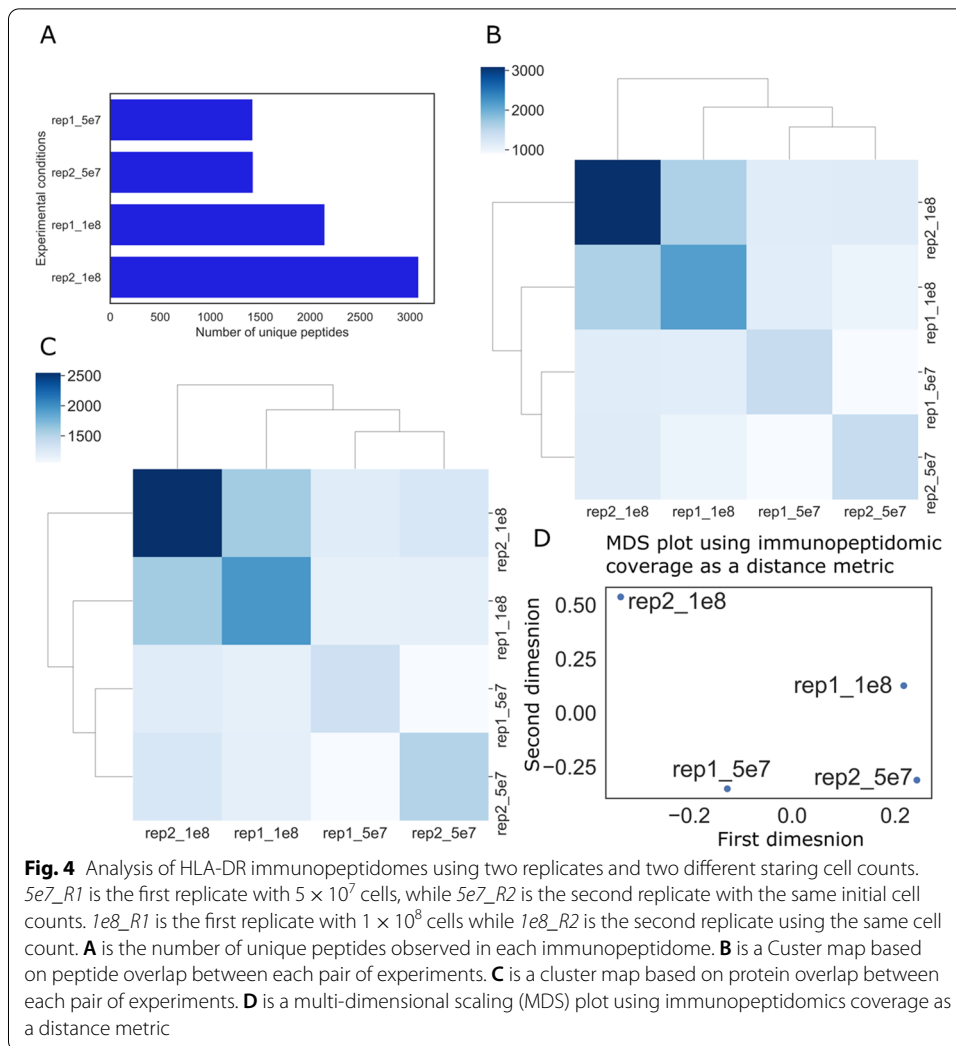 A
rep1_5e7
rep2_5e7
rep1_1e8
rep2_1e8
Experimental conditions
0 500 1000 1500 2000 2500 3000
Number of unique peptides
B
3000
2000
1000
rep2_1e8
rep1_1e8
rep1_5e7
rep2_5e7
rep2_1e8 rep1_1e8 rep1_5e7 rep2_5e7
C
2500
2000
1500
rep2_1e8
rep1_1e8
rep1_5e7
rep2_5e7
rep2_1e8 rep1_1e8 rep1_5e7 rep2_5e7
D
MDS plot using immunopeptidomic
coverage as a distance metric
Second dimesnion
0.50
0.25
0.00
−0.25
rep2_1e8
rep1_1e8
rep1_5e7
rep2_5e7
−0.2 0.0 0.2
First dimesnion
Fig. 4 Analysis of HLA-DR immunopeptidomes using two replicates and two different staring cell counts.
5e7_R1 is the first replicate with 5 × 10⁷ cells, while 5e7_R2 is the second replicate with the same initial cell
counts. 1e8_R1 is the first replicate with 1 × 10⁸ cells while 1e8_R2 is the second replicate using the same cell
count. A is the number of unique peptides observed in each immunopeptidome. B is a Custer map based
on peptide overlap between each pair of experiments. C is a cluster map based on protein overlap between
each pair of experiments. D is a multi-dimensional scaling (MDS) plot using immunopeptidomics coverage as
a distance metric